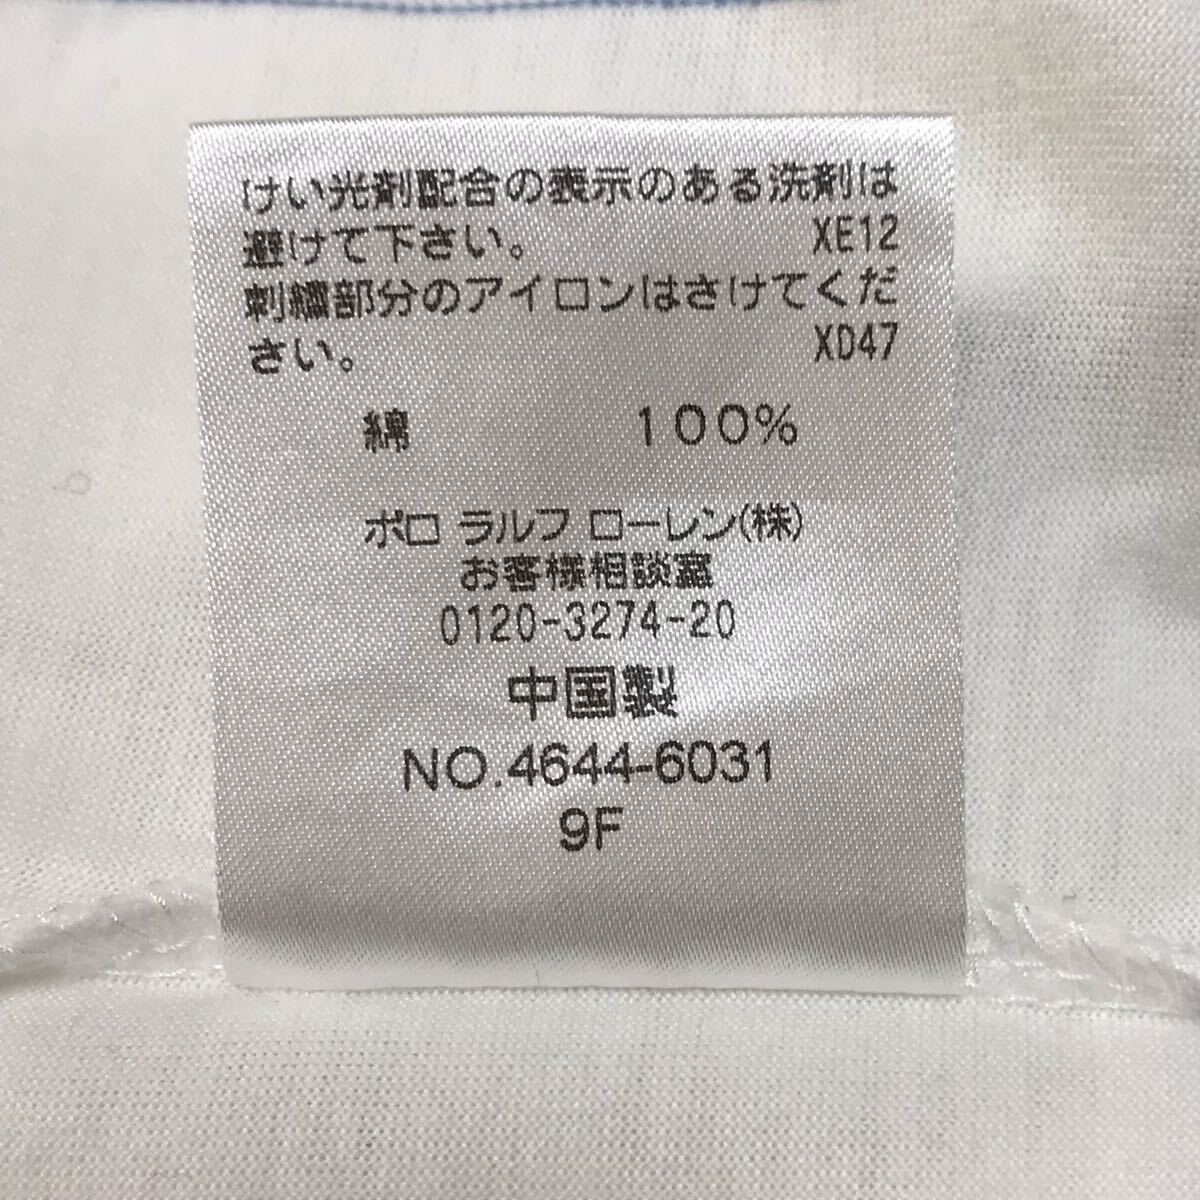 けい光剤配合の表示のある洗剤は
避けて下さい。 XE12
刺繍部分のアイロンはさけてくだ
さい。 XD47
綿 100%
ポロ ラルフ ローレン(株)
お客様相談室
0120-3274-20
中国製
NO.4644-6031
9F